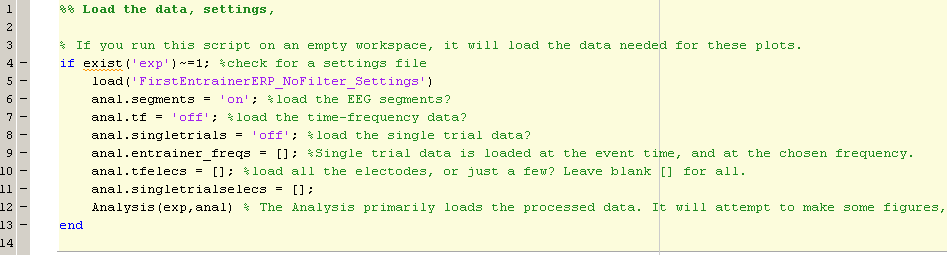 1 %% Load the data, settings,
2
3 % If you run this script on an empty workspace, it will load the data needed for these plots.
4 if exist('exp')~=1; %check for a settings file
5 load('FirstEntrainerERP_NoFilter_Settings')
6 anal.segments = 'on'; %load the EEG segments?
7 anal.tf = 'off'; %load the time-frequency data?
8 anal.singletrials = 'off'; %load the single trial data?
9 anal.entrainer_freqs = []; %Single trial data is loaded at the event time, and at the chosen frequency.
10 anal.tfelecs = []; %load all the electodes, or just a few? Leave blank [] for all.
11 anal.singletrialselecs = [];
12 Analysis(exp,anal) % The Analysis primarily loads the processed data. It will attempt to make some figures,
13 end
14